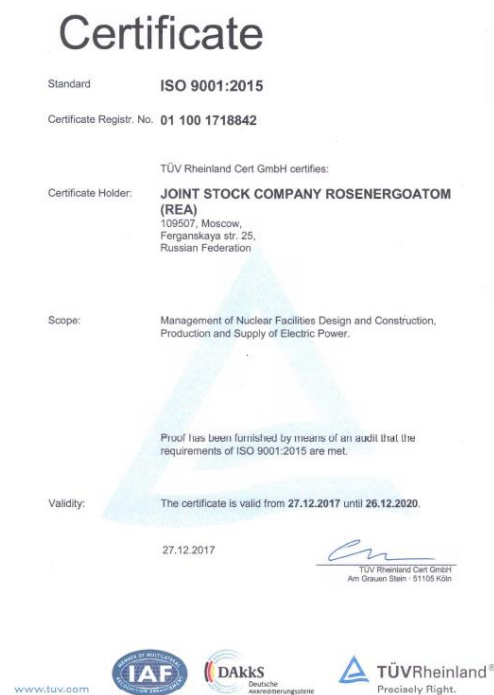 Certificate
Standard ISO 9001:2015
Certificate Registr. No. 01 100 1718842
TÜV Rheinland Cert GmbH certifies:
Certificate Holder: JOINT STOCK COMPANY ROSENERGOATOM
(REA)
109507, Moscow,
Ferganskaya str. 25,
Russian Federation
Scope: Management of Nuclear Facilities Design and Construction,
Production and Supply of Electric Power.
Proof has been furnished by means of an audit that the
requirements of ISO 9001:2015 are met.
Validity: The certificate is valid from 27.12.2017 until 26.12.2020.
27.12.2017
TÜV Rheinland Cert GmbH
Am Grauen Stein · 51105 Köln
www.tuv.com
MEMBER OF MULTILATERAL
RECOGNITION ARRANGEMENT
IAF
DAkkS
Deutsche
Akkreditierungsstelle
TÜVRheinland®
Precisely Right.